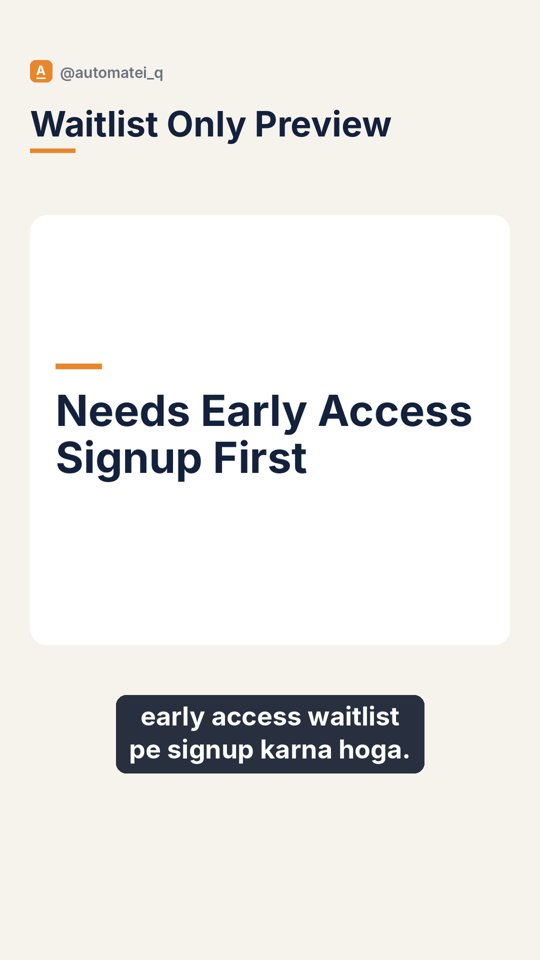 A
@automatei_q
Waitlist Only Preview
Needs Early Access
Signup First
early access waitlist
pe signup karna hoga.